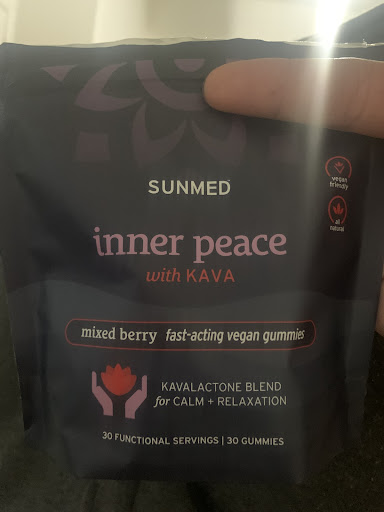 SUNMED™
vegan
friendly
all
natural
inner peace
with KAVA
mixed berry fast-acting vegan gummies
KAVALACTONE BLEND
for CALM + RELAXATION
30 FUNCTIONAL SERVINGS | 30 GUMMIES